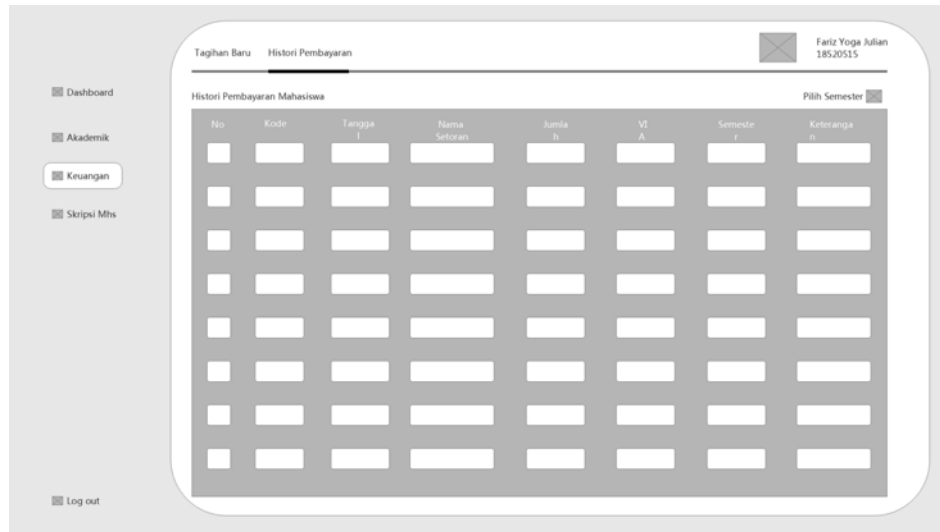 Tagihan Baru Histori Pembayaran
Fariz Yoga Julian
18520515
Dashboard
Akademik
Keuangan
Skripsi Mhs
Log out
Histori Pembayaran Mahasiswa
Pilih Semester
No Kode Tangga Nama Jumla VI Semeste Keteranga
l Setoran h A r n